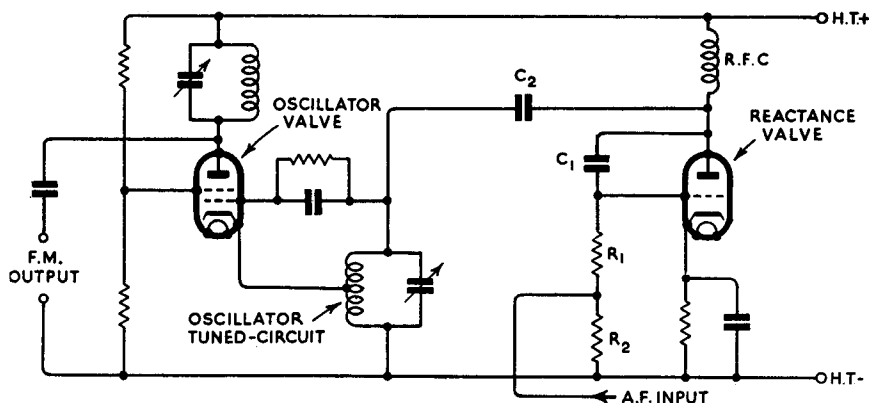 H.T.+
R.F.C
C2
OSCILLATOR
VALVE
REACTANCE
VALVE
C1
F.M.
OUTPUT
R1
OSCILLATOR
TUNED-CIRCUIT
R2
H.T.-
A.F. INPUT